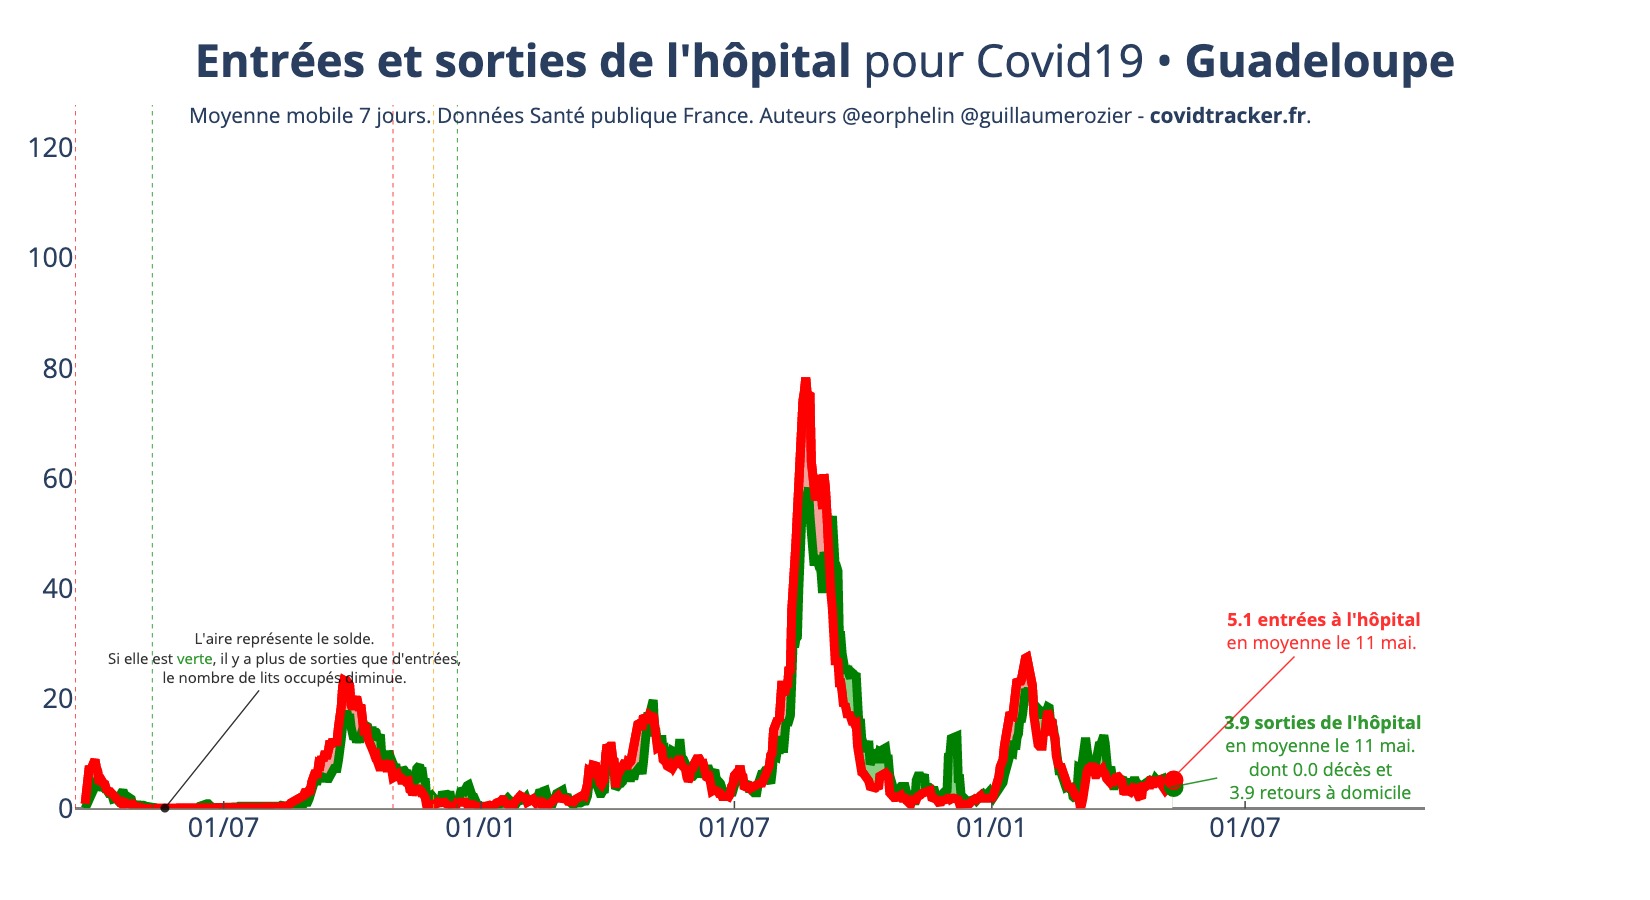 Entrées et sorties de l'hôpital pour Covid19 • Guadeloupe
Moyenne mobile 7 jours. Données Santé publique France. Auteurs @eorphelin @guillaumerozier - covidtracker.fr.
120
100
80
60
40
20
0
L'aire représente le solde.
Si elle est verte, il y a plus de sorties que d'entrées,
le nombre de lits occupés diminue.
5.1 entrées à l'hôpital
en moyenne le 11 mai.
3.9 sorties de l'hôpital
en moyenne le 11 mai.
dont 0.0 décès et
3.9 retours à domicile
01/07
01/01
01/07
01/01
01/07